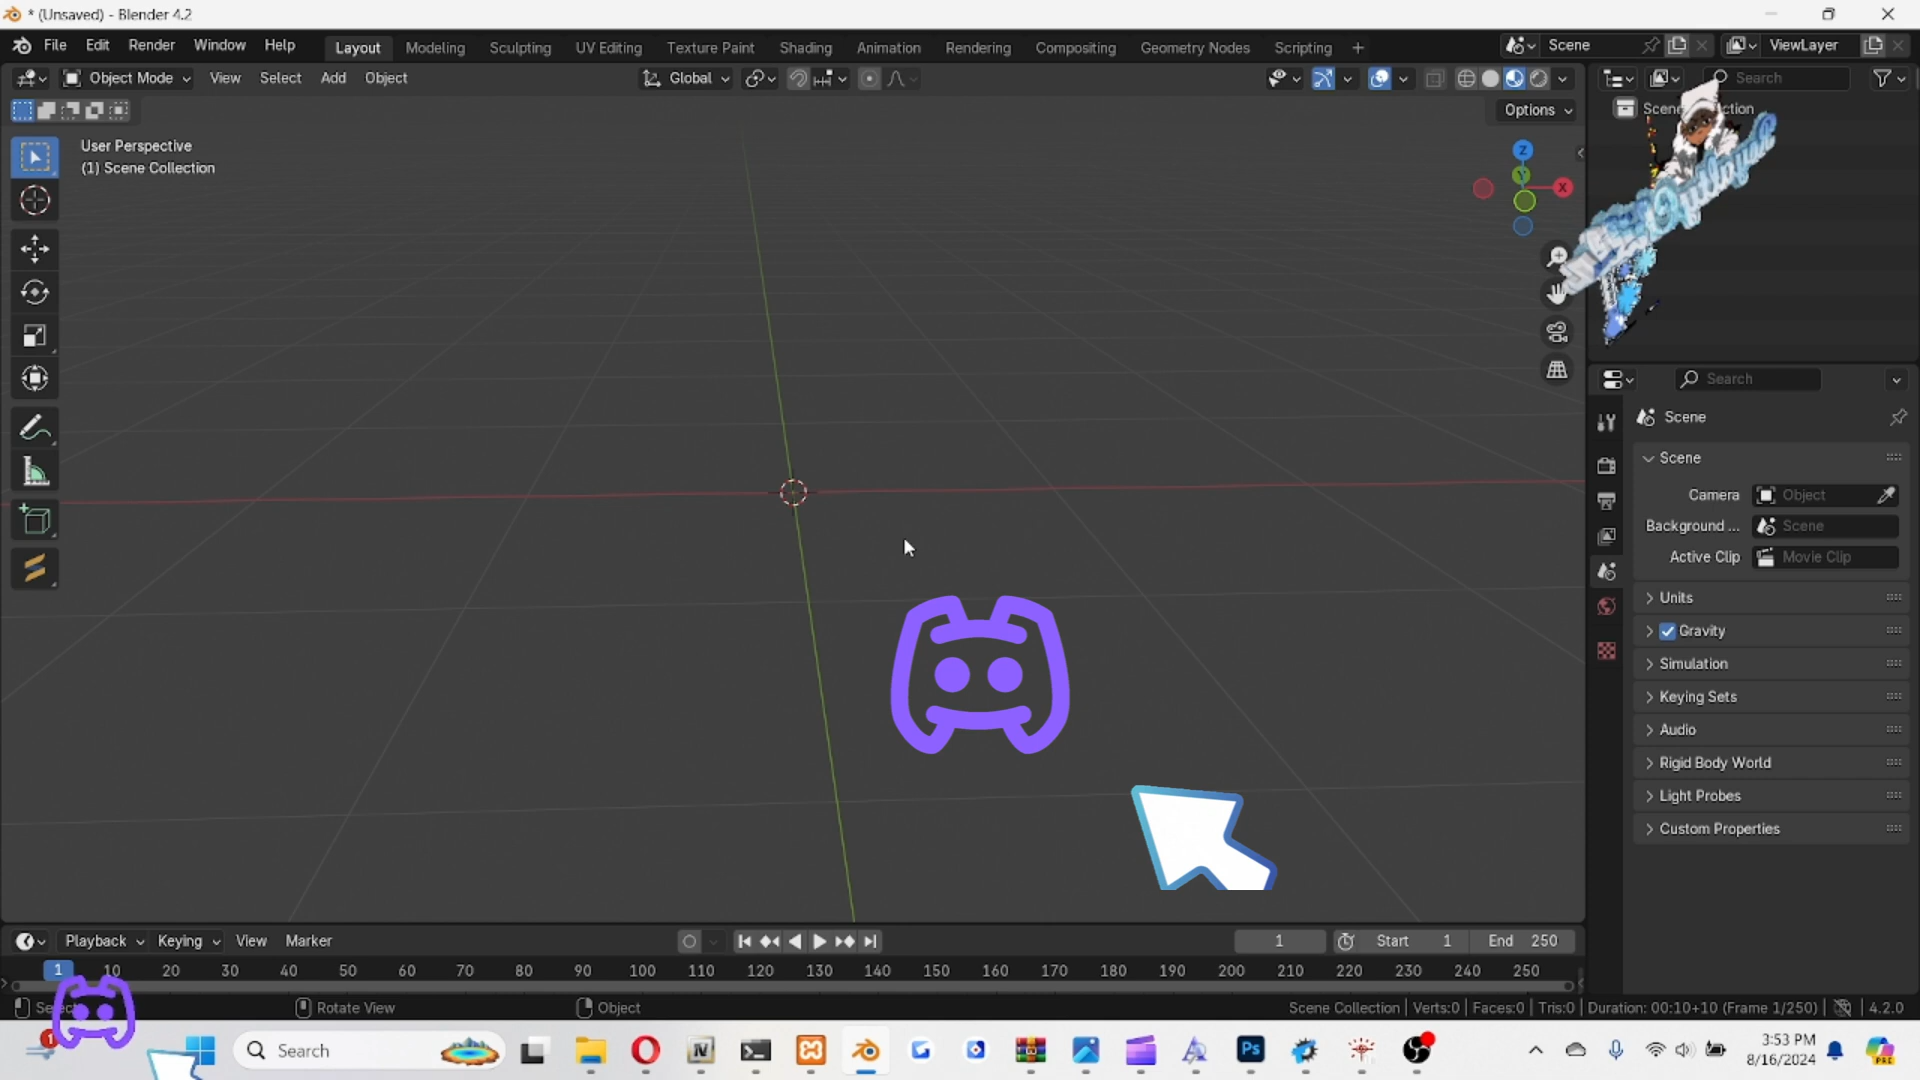 * (Unsaved) - Blender 4.2
File Edit Render Window Help Layout Modeling Sculpting UV Editing Texture Paint Shading Animation Rendering Compositing Geometry Nodes Scripting + Scene ViewLayer
Object Mode View Select Add Object Global Search
Options
User Perspective
(1) Scene Collection
Z
Y
X
Search
Scene
Scene
Camera Object
Background ... Scene
Active Clip Movie Clip
Units
Gravity
Simulation
Keying Sets
Audio
Rigid Body World
Light Probes
Custom Properties
Playback Keying View Marker 1 Start 1 End 250
1 10 20 30 40 50 60 70 80 90 100 110 120 130 140 150 160 170 180 190 200 210 220 230 240 250
Rotate View Object Scene Collection | Verts:0 | Faces:0 | Tris:0 | Duration: 00:10+10 (Frame 1/250) | 4.2.0
1 Search Ps PRE
3:53 PM
8/16/2024